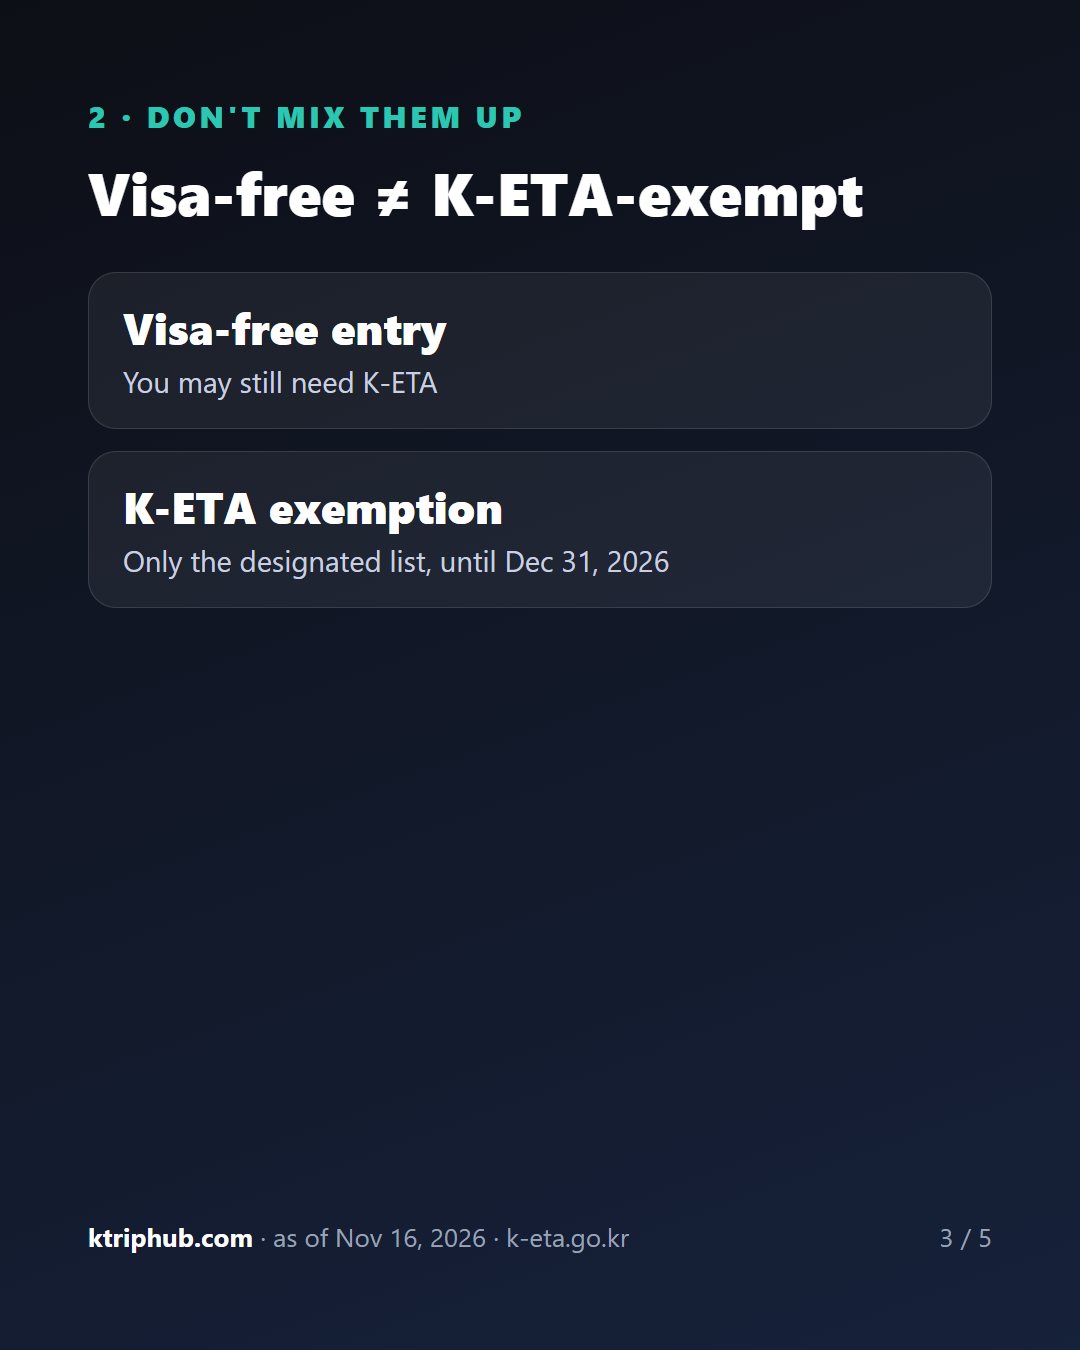 2 · DON'T MIX THEM UP
Visa-free ≠ K-ETA-exempt
Visa-free entry
You may still need K-ETA
K-ETA exemption
Only the designated list, until Dec 31, 2026
ktriphub.com · as of Nov 16, 2026 · k-eta.go.kr
3 / 5